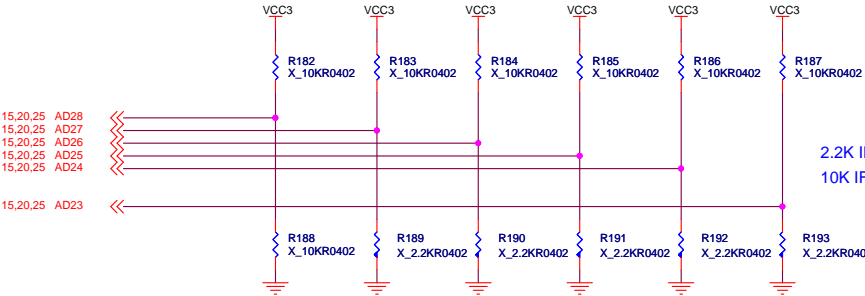 VCC3 VCC3 VCC3 VCC3 VCC3 VCC3
R182 R183 R184 R185 R186 R187
X_10KR0402 X_10KR0402 X_10KR0402 X_10KR0402 X_10KR0402 X_10KR0402
15,20,25 AD28
15,20,25 AD27
15,20,25 AD26
15,20,25 AD25
15,20,25 AD24
2.2K
10K
15,20,25 AD23
R188 R189 R190 R191 R192 R193
X_10KR0402 X_2.2KR0402 X_2.2KR0402 X_2.2KR0402 X_2.2KR0402 X_2.2KR040